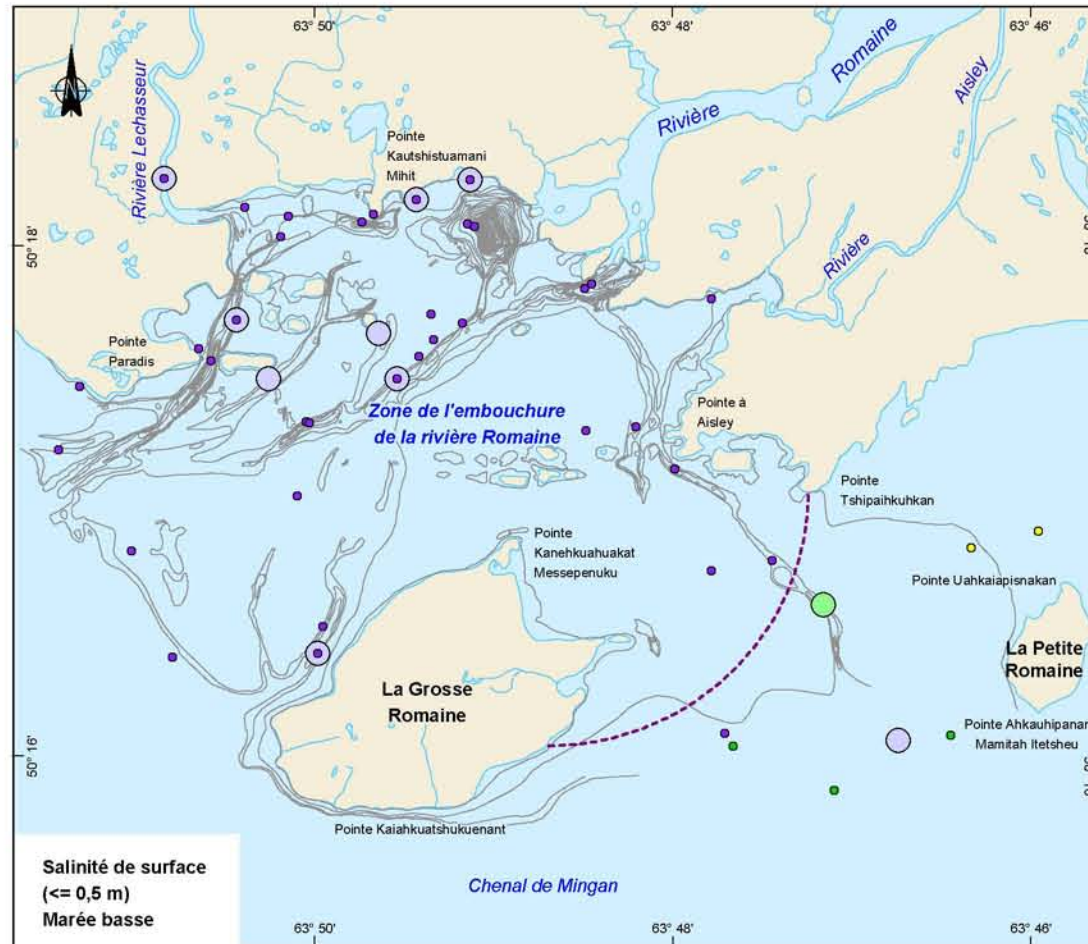 63° 50'
63° 48'
63° 46'
Rivière
Romaine
Aisley
Rivière Lechasseur
Pointe
Kautshistuamani
Mihit
50° 18'
Rivière
Pointe
Paradis
Zone de l'embouchure
de la rivière Romaine
Pointe à
Aisley
Pointe
Tshipaihkuhkan
Pointe
Kanehkuahuakat
Messepenuku
Pointe Uahkaiapisnakan
La Petite
Romaine
La Grosse
Romaine
Pointe Ahkauhipanan
Mamitah Itetsheu
50° 16'
Pointe Kaiahkuatshukuenant
Salinité de surface
(<= 0,5 m)
Marée basse
Chenal de Mingan
63° 50'
63° 48'
63° 46'